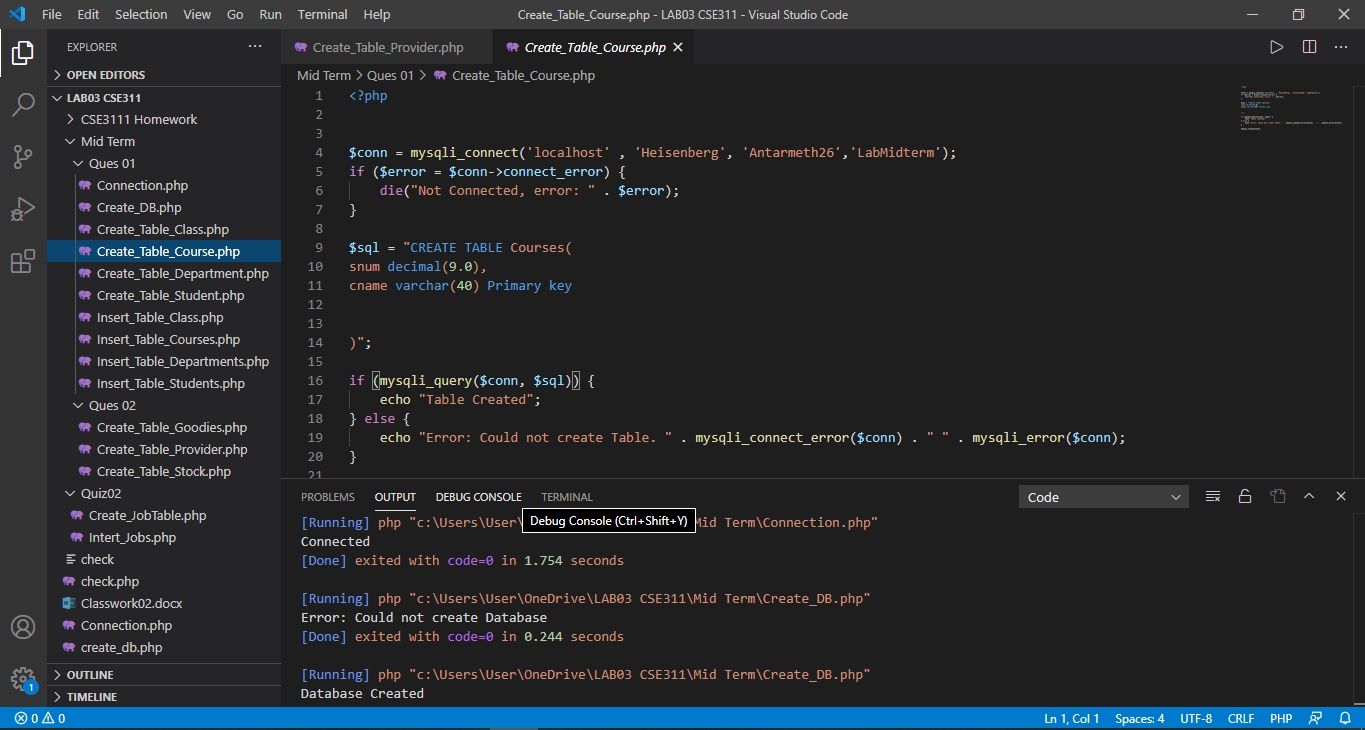 File Edit Selection View Go Run Terminal Help
Create_Table_Course.php - LAB03 CSE311 - Visual Studio Code
EXPLORER
OPEN EDITORS
LAB03 CSE311
CSE3111 Homework
Mid Term
Ques 01
Connection.php
Create_DB.php
Create_Table_Class.php
Create_Table_Course.php
Create_Table_Department.php
Create_Table_Student.php
Insert_Table_Class.php
Insert_Table_Courses.php
Insert_Table_Departments.php
Insert_Table_Students.php
Ques 02
Create_Table_Goodies.php
Create_Table_Provider.php
Create_Table_Stock.php
Quiz02
Create_JobTable.php
Intert_Jobs.php
check
check.php
Classwork02.docx
Connection.php
create_db.php
OUTLINE
TIMELINE
1
Create_Table_Provider.php Create_Table_Course.php
Mid Term > Ques 01 > Create_Table_Course.php
1 <?php
2
3
4 $conn = mysqli_connect('localhost' , 'Heisenberg', 'Antarmeth26','LabMidterm');
5 if ($error = $conn->connect_error) {
6 die("Not Connected, error: " . $error);
7 }
8
9 $sql = "CREATE TABLE Courses(
10 snum decimal(9.0),
11 cname varchar(40) Primary key
12
13
14 )";
15
16 if (mysqli_query($conn, $sql)) {
17 echo "Table Created";
18 } else {
19 echo "Error: Could not create Table. " . mysqli_connect_error($conn) . " " . mysqli_error($conn);
20 }
21
PROBLEMS OUTPUT DEBUG CONSOLE TERMINAL
Code
Debug Console (Ctrl+Shift+Y)
[Running] php "c:\Users\User\ Mid Term\Connection.php"
Connected
[Done] exited with code=0 in 1.754 seconds
[Running] php "c:\Users\User\OneDrive\LAB03 CSE311\Mid Term\Create_DB.php"
Error: Could not create Database
[Done] exited with code=0 in 0.244 seconds
[Running] php "c:\Users\User\OneDrive\LAB03 CSE311\Mid Term\Create_DB.php"
Database Created
0 0
Ln 1, Col 1 Spaces: 4 UTF-8 CRLF PHP